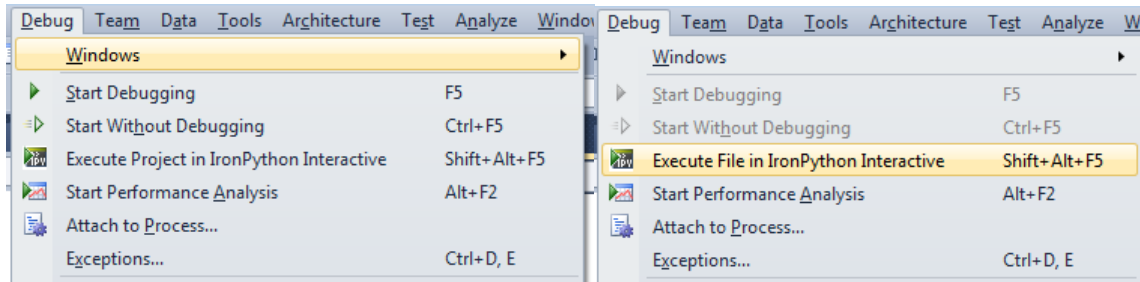 Debug Team Data Tools Architecture Test Analyze Windo
Windows
Start Debugging F5
Start Without Debugging Ctrl+F5
Execute Project in IronPython Interactive Shift+Alt+F5
Start Performance Analysis Alt+F2
Attach to Process...
Exceptions... Ctrl+D, E
Debug Team Data Tools Architecture Test Analyze W
Windows
Start Debugging F5
Start Without Debugging Ctrl+F5
Execute File in IronPython Interactive Shift+Alt+F5
Start Performance Analysis Alt+F2
Attach to Process...
Exceptions... Ctrl+D, E